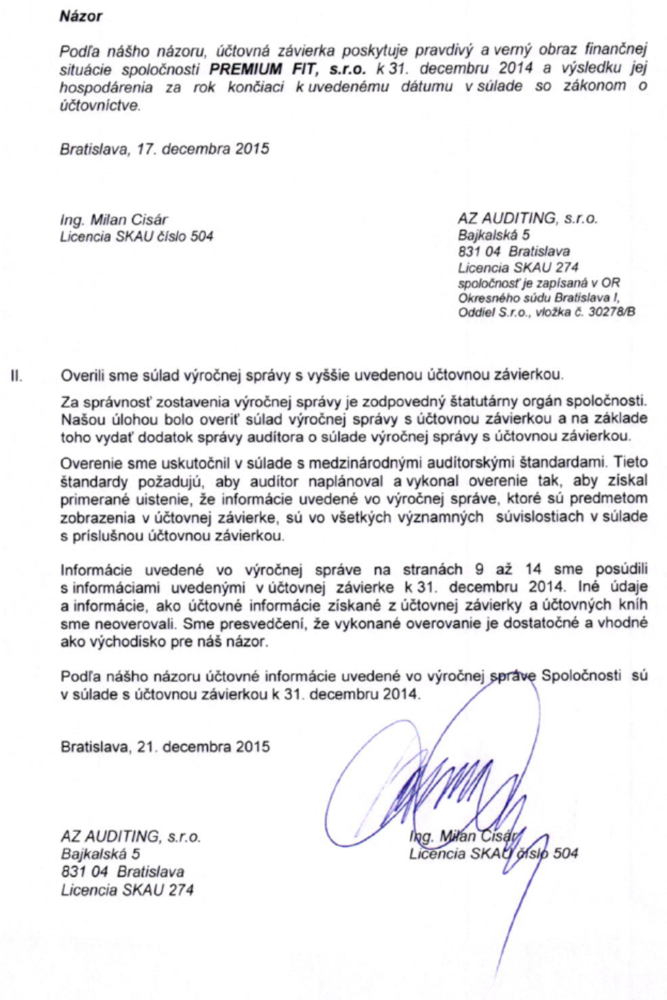 Názor
Podľa nášho názoru, účtovná závierka poskytuje pravdivý a verný obraz finančnej
situácie spoločnosti PREMIUM FIT, s.r.o. k 31. decembru 2014 a výsledku jej
hospodárenia za rok končiaci k uvedenému dátumu v súlade so zákonom o
účtovníctve.
Bratislava, 17. decembra 2015
Ing. Milan Cisár
Licencia SKAU číslo 504
AZ AUDITING, s.r.o.
Bajkalská 5
831 04 Bratislava
Licencia SKAU 274
spoločnosť je zapísaná v OR
Okresného súdu Bratislava I,
Oddiel S.r.o., vložka č. 30278/B
II. Overili sme súlad výročnej správy s vyššie uvedenou účtovnou závierkou.
Za správnosť zostavenia výročnej správy je zodpovedný štatutárny orgán spoločnosti.
Našou úlohou bolo overiť súlad výročnej správy s účtovnou závierkou a na základe
toho vydať dodatok správy audítora o súlade výročnej správy s účtovnou závierkou.
Overenie sme uskutočnil v súlade s medzinárodnými audítorskými štandardami. Tieto
štandardy požadujú, aby audítor naplánoval a vykonal overenie tak, aby získal
primerané uistenie, že informácie uvedené vo výročnej správe, ktoré sú predmetom
zobrazenia v účtovnej závierke, sú vo všetkých významných súvislostiach v súlade
s príslušnou účtovnou závierkou.
Informácie uvedené vo výročnej správe na stranách 9 až 14 sme posúdili
s informáciami uvedenými v účtovnej závierke k 31. decembru 2014. Iné údaje
a informácie, ako účtovné informácie získané z účtovnej závierky a účtovných kníh
sme neoverovali. Sme presvedčení, že vykonané overovanie je dostatočné a vhodné
ako východisko pre náš názor.
Podľa nášho názoru účtovné informácie uvedené vo výročnej správe Spoločnosti sú
v súlade s účtovnou závierkou k 31. decembru 2014.
Bratislava, 21. decembra 2015
AZ AUDITING, s.r.o.
Bajkalská 5
831 04 Bratislava
Licencia SKAU 274
Ing. Milan Cisár
Licencia SKAU číslo 504